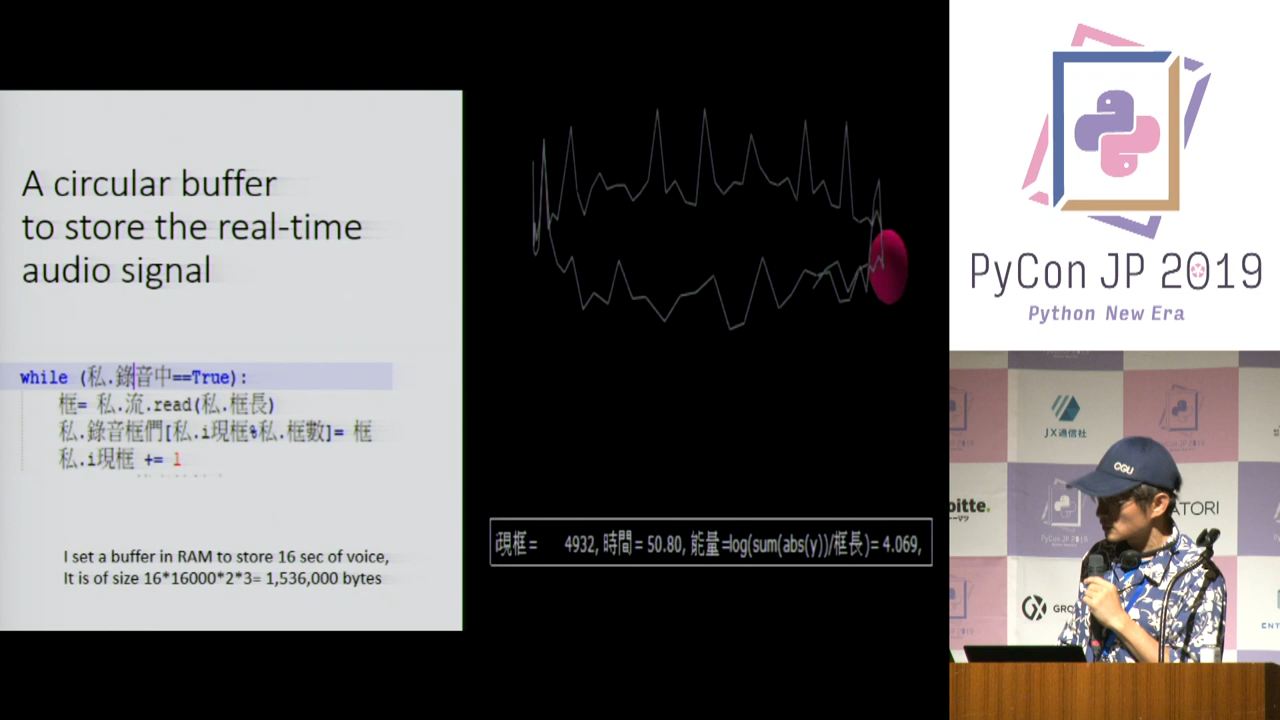 A circular buffer
to store the real-time
audio signal
while (私.錄音中==True):
框= 私.流.read(私.框長)
私.錄音框們[私.i現框%私.框數]= 框
私.i現框 += 1
I set a buffer in RAM to store 16 sec of voice,
It is of size 16*16000*2*3= 1,536,000 bytes
現框= 4932, 時間= 50.80, 能量=log(sum(abs(y))/框長)= 4.069,
PyCon JP 2019
Python New Era
JX通信社
PyCon JP 2019
OGU